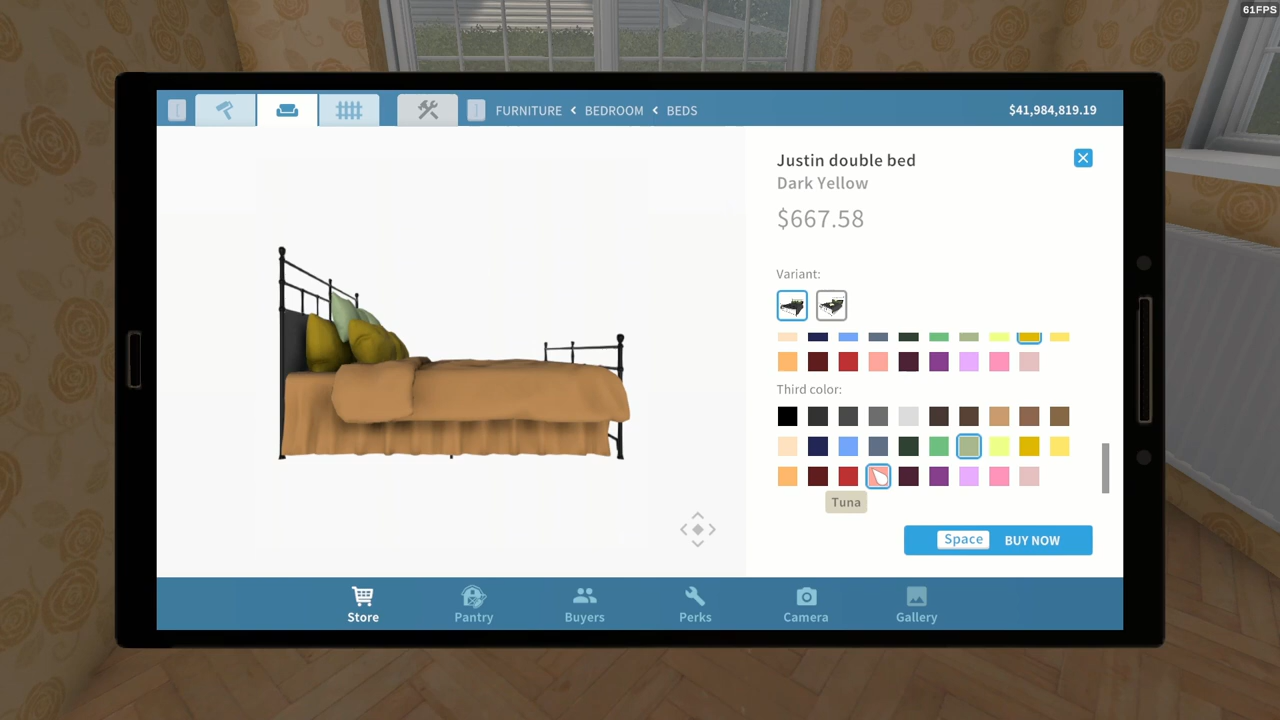 61FPS
FURNITURE < BEDROOM < BEDS
$41,984,819.19
Justin double bed
Dark Yellow
$667.58
Variant:
Third color:
Tuna
Space BUY NOW
Store Pantry Buyers Perks Camera Gallery